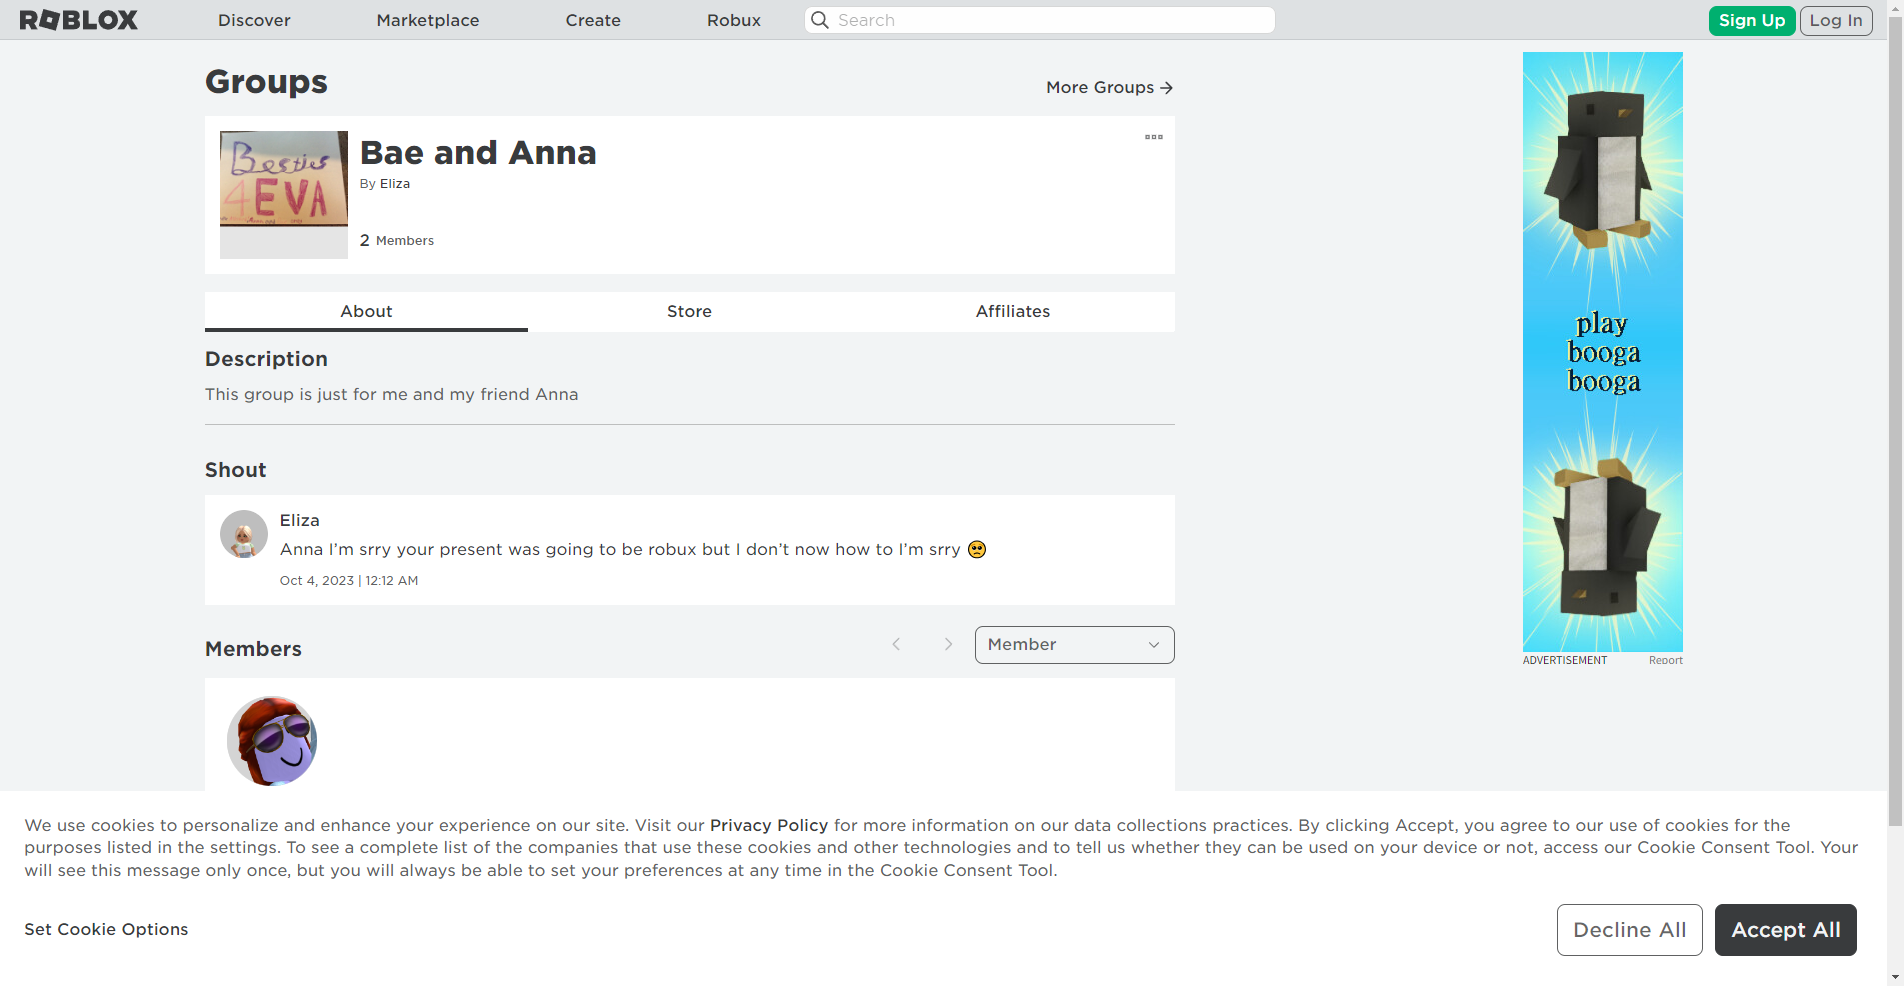 ROBLOX
Discover
Marketplace
Create
Robux
Search
Sign Up
Log In
Groups
More Groups →
Besties
4EVA
Bae and Anna
By Eliza
2 Members
About
Store
Affiliates
Description
This group is just for me and my friend Anna
Shout
Eliza
Anna I’m srry your present was going to be robux but I don’t now how to I’m srry 🥺
Oct 4, 2023 | 12:12 AM
Members
Member
play
booga
booga
ADVERTISEMENT
Report
We use cookies to personalize and enhance your experience on our site. Visit our Privacy Policy for more information on our data collections practices. By clicking Accept, you agree to our use of cookies for the
purposes listed in the settings. To see a complete list of the companies that use these cookies and other technologies and to tell us whether they can be used on your device or not, access our Cookie Consent Tool. Your
will see this message only once, but you will always be able to set your preferences at any time in the Cookie Consent Tool.
Set Cookie Options
Decline All
Accept All